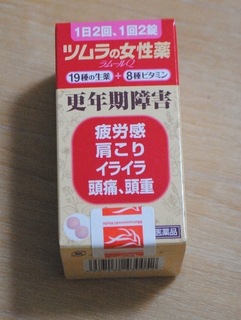 1日2回、1回2錠
ツムラの女性薬
ラムールQ
19種の生薬+8種ビタミン
更年期障害
疲労感
肩こり
イライラ
頭痛、頭重
医薬品